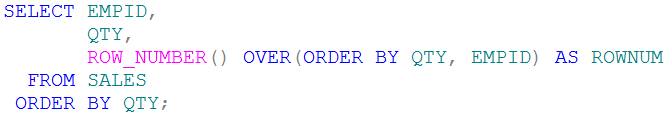 SELECT EMPID,
QTY,
ROW_NUMBER() OVER(ORDER BY QTY, EMPID) AS ROWNUM
FROM SALES
ORDER BY QTY;